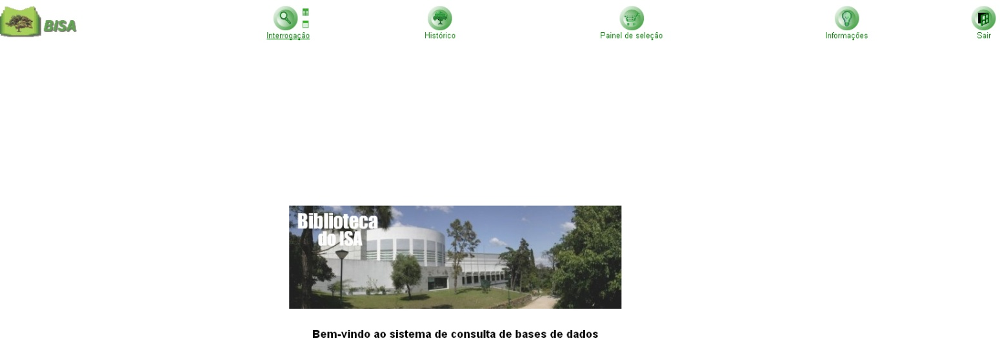 BISA
Interrogação
Histórico
Painel de seleção
Informações
Sair
Biblioteca
do ISA
Bem-vindo ao sistema de consulta de bases de dados